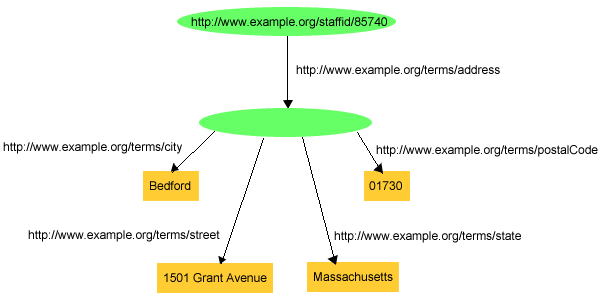 http://www.example.org/staffid/85740
http://www.example.org/terms/address
http://www.example.org/terms/city
http://www.example.org/terms/postalCode
Bedford
01730
http://www.example.org/terms/street
http://www.example.org/terms/state
1501 Grant Avenue
Massachusetts